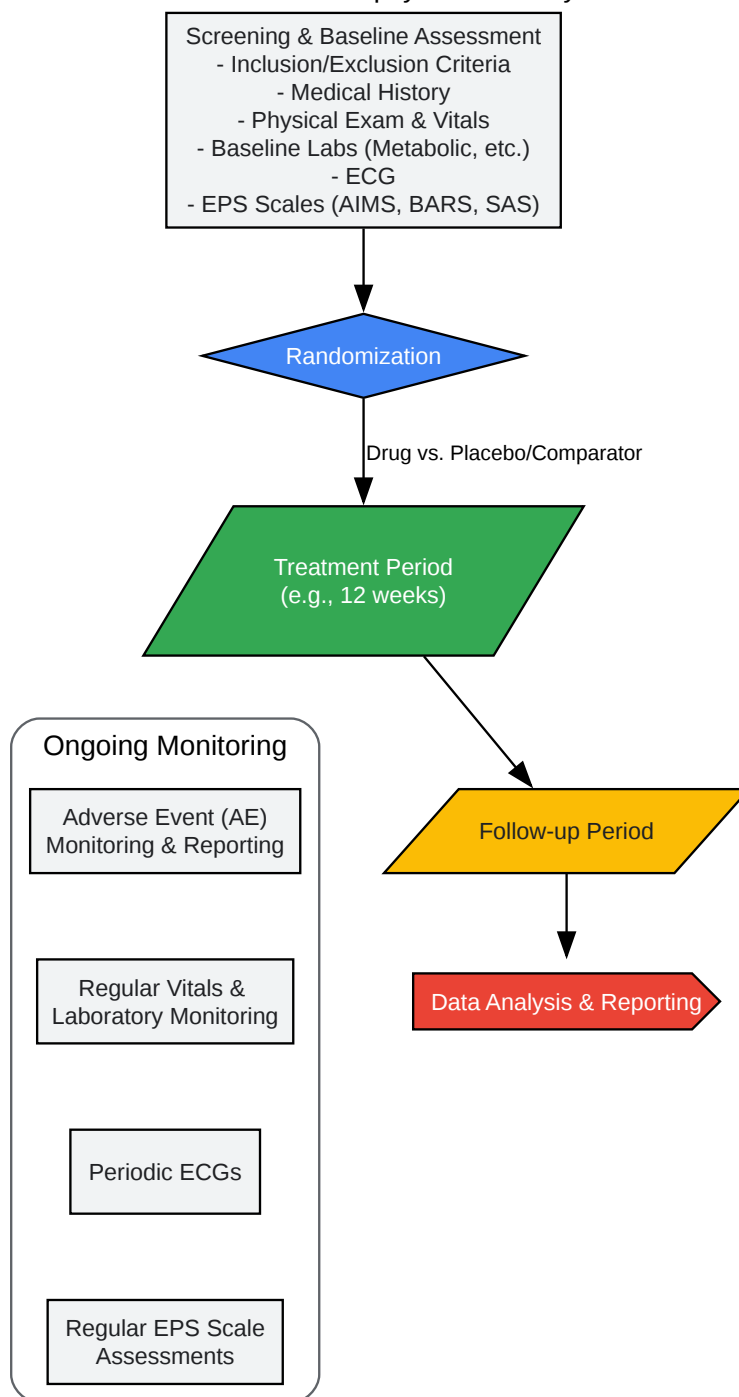 Screening & Baseline Assessment
- Inclusion/Exclusion Criteria
- Medical History
- Physical Exam & Vitals
- Baseline Labs (Metabolic, etc.)
- ECG
- EPS Scales (AIMS, BARS, SAS)
Randomization
Drug vs. Placebo/Comparator
Treatment Period
(e.g., 12 weeks)
Ongoing Monitoring
Adverse Event (AE)
Monitoring & Reporting
Regular Vitals &
Laboratory Monitoring
Periodic ECGs
Regular EPS Scale
Assessments
Follow-up Period
Data Analysis & Reporting